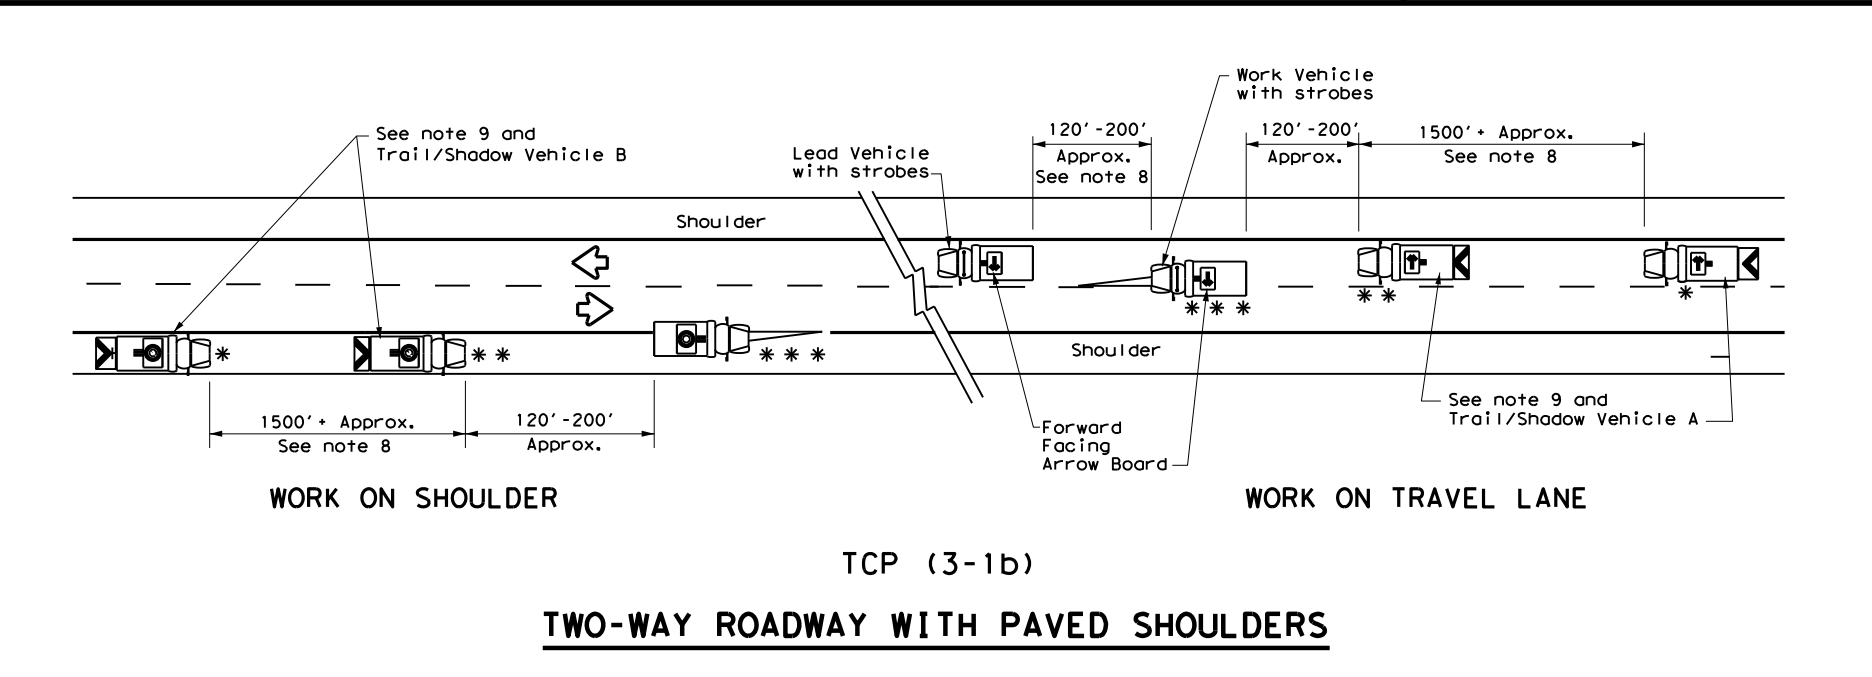 Work Vehicle
with strobes
See note 9 and
Trail/Shadow Vehicle B
Lead Vehicle
with strobes
120'-200'
Approx.
See note 8
120'-200'
Approx.
1500'+ Approx.
See note 8
Shoulder
Shoulder
1500'+ Approx.
See note 8
120'-200'
Approx.
Forward
Facing
Arrow Board
See note 9 and
Trail/Shadow Vehicle A
WORK ON SHOULDER
WORK ON TRAVEL LANE
TCP (3-1b)
TWO-WAY ROADWAY WITH PAVED SHOULDERS